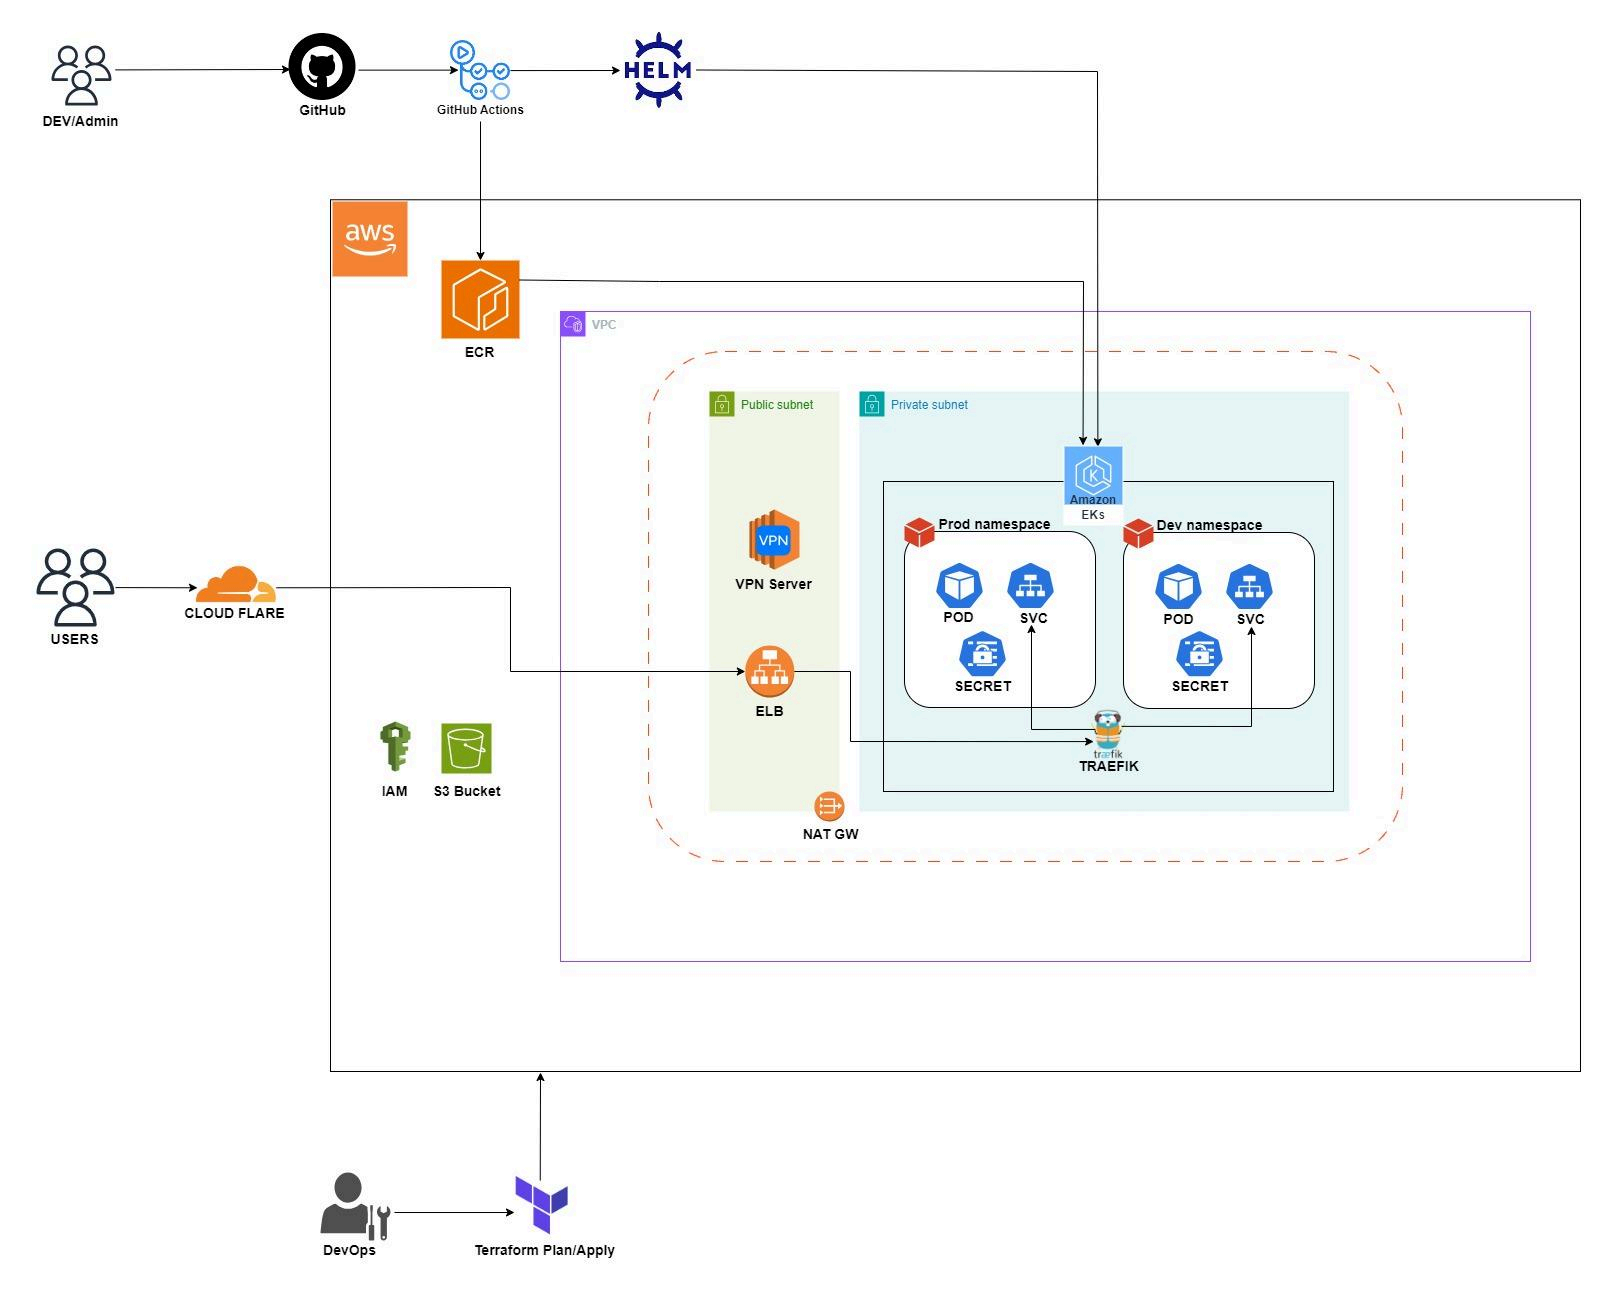 HELM
DEV/Admin
GitHub
GitHub Actions
aws
ECR
VPC
Public subnet
Private subnet
Amazon
EKs
Prod namespace
Dev namespace
VPN
VPN Server
POD
SVC
SECRET
POD
SVC
SECRET
USERS
CLOUD FLARE
ELB
træfik
TRAEFIK
IAM
S3 Bucket
NAT GW
DevOps
Terraform Plan/Apply